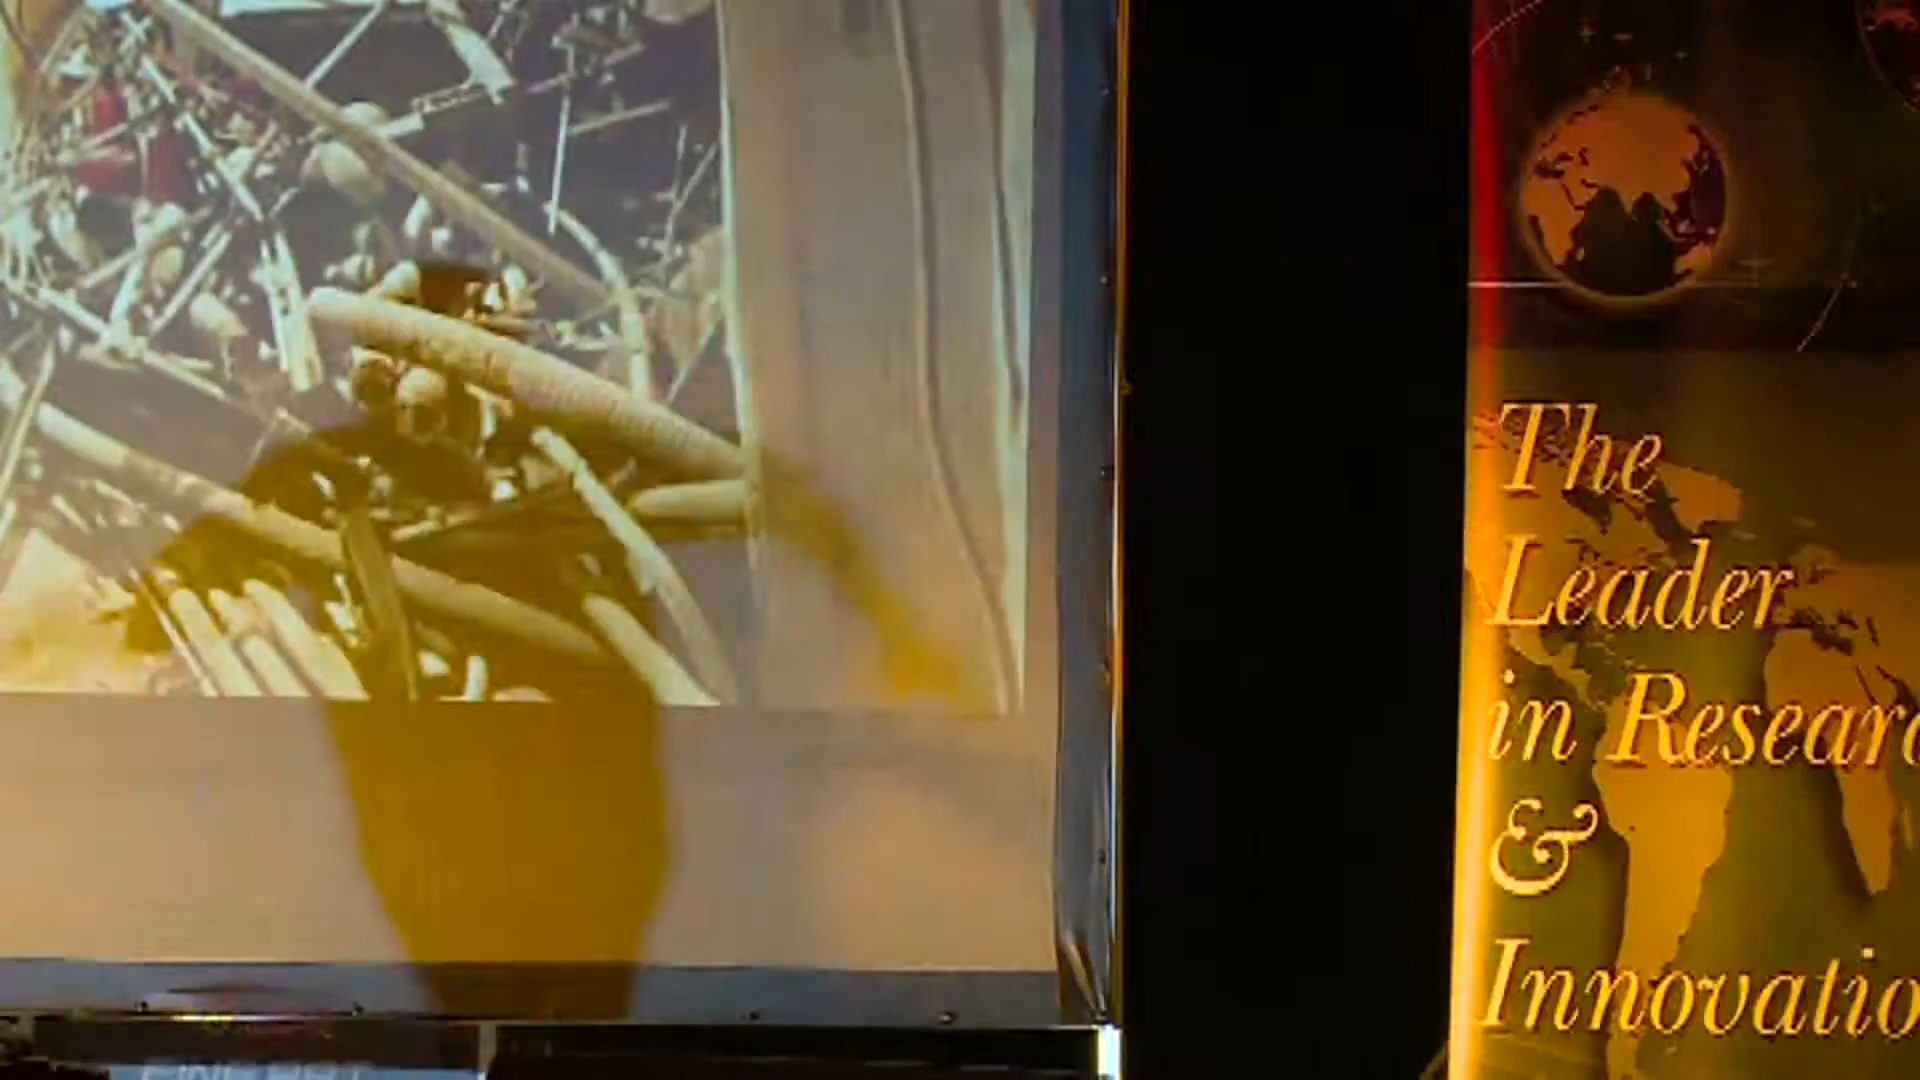 The
Leader
in Researc
&
Innovatio